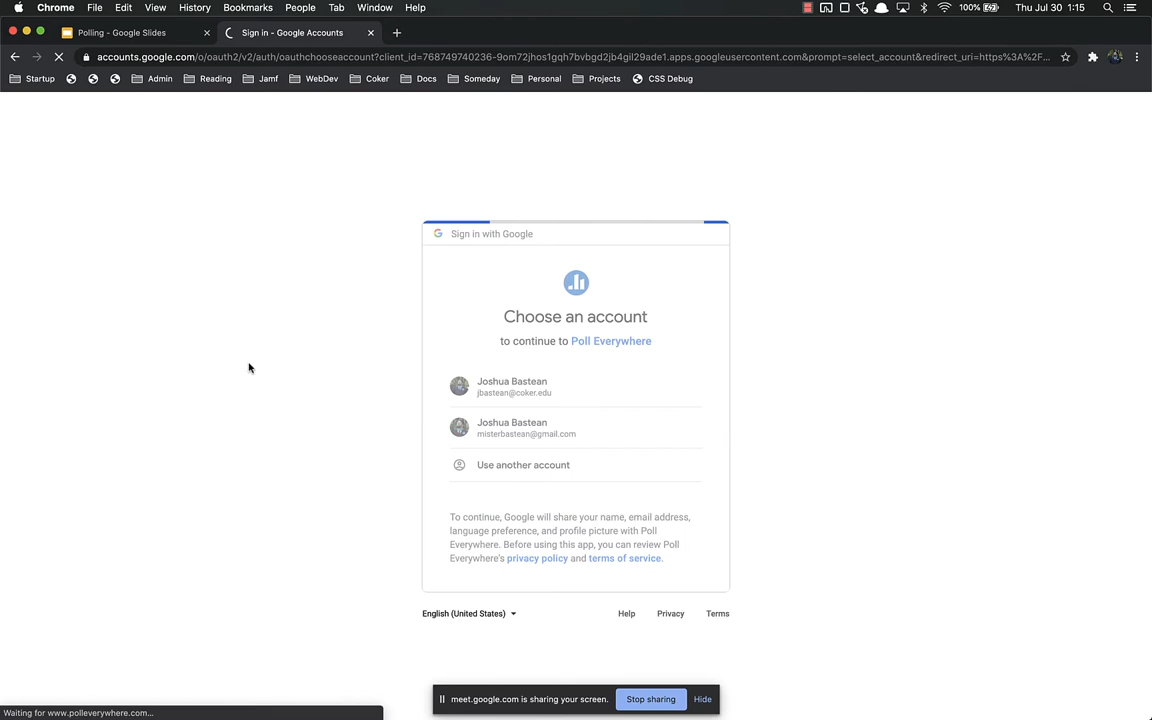 Chrome File Edit View History Bookmarks People Tab Window Help 100% Thu Jul 30 1:15
Polling - Google Slides Sign in - Google Accounts
accounts.google.com/o/oauth2/v2/auth/oauthchooseaccount?client_id=768749740236-9om72jhos1gqh7bvbgd2jb4gil29ade1.apps.googleusercontent.com&prompt=select_account&redirect_uri=https%3A%2F...
Startup Admin Reading Jamf WebDev Coker Docs Someday Personal Projects CSS Debug
Sign in with Google
Choose an account
to continue to Poll Everywhere
Joshua Bastean
jbastean@coker.edu
Joshua Bastean
misterbastean@gmail.com
Use another account
To continue, Google will share your name, email address,
language preference, and profile picture with Poll
Everywhere. Before using this app, you can review Poll
Everywhere's privacy policy and terms of service.
English (United States) Help Privacy Terms
meet.google.com is sharing your screen. Stop sharing Hide
Waiting for www.polleverywhere.com...